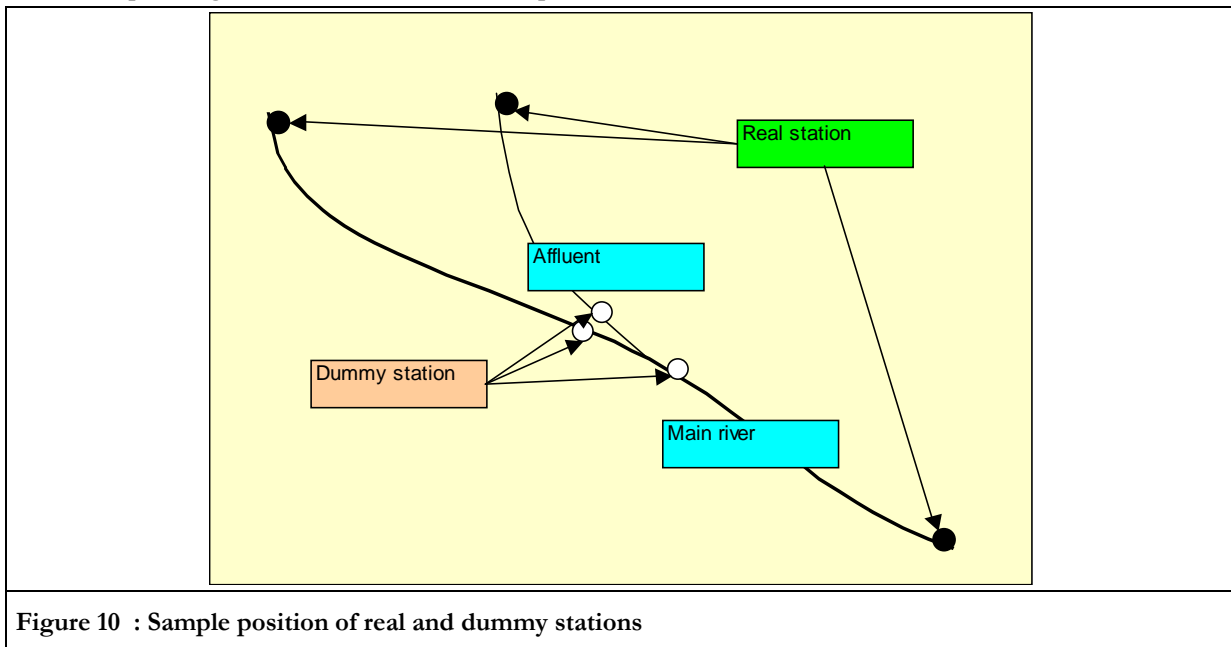 Real station
Affluent
Dummy station
Main river
Figure 10 : Sample position of real and dummy stations